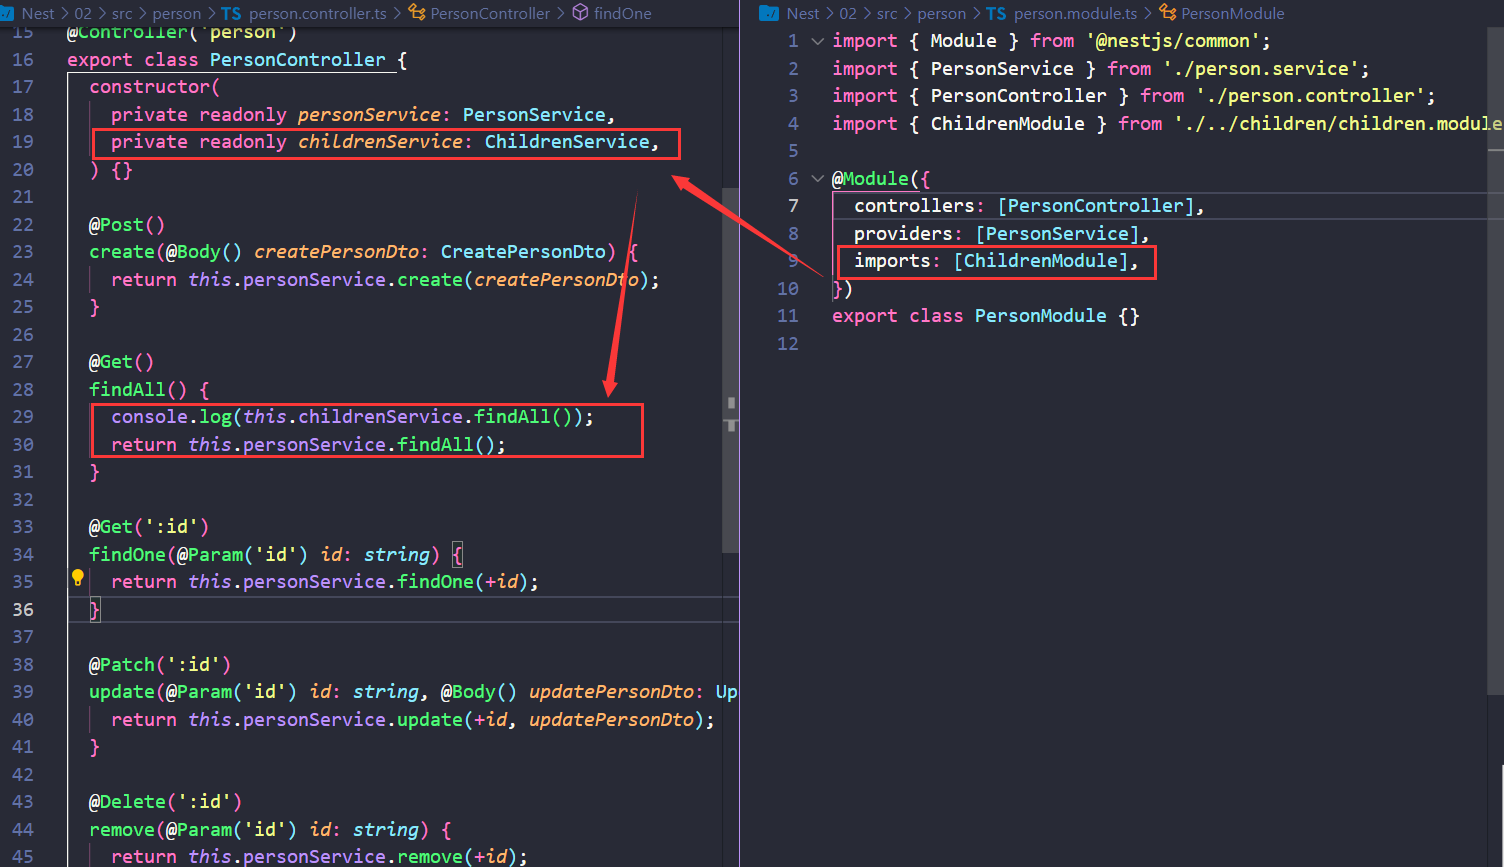 Nest > 02 > src > person > TS person.controller.ts > PersonController > findOne
15 @Controller('person')
16 export class PersonController {
17 constructor(
18 private readonly personService: PersonService,
19 private readonly childrenService: ChildrenService,
20 ) {}
21
22 @Post()
23 create(@Body() createPersonDto: CreatePersonDto) {
24 return this.personService.create(createPersonDto);
25 }
26
27 @Get()
28 findAll() {
29 console.log(this.childrenService.findAll());
30 return this.personService.findAll();
31 }
32
33 @Get(':id')
34 findOne(@Param('id') id: string) {
35 return this.personService.findOne(+id);
36 }
37
38 @Patch(':id')
39 update(@Param('id') id: string, @Body() updatePersonDto: Up
40 return this.personService.update(+id, updatePersonDto);
41 }
42
43 @Delete(':id')
44 remove(@Param('id') id: string) {
45 return this.personService.remove(+id);
Nest > 02 > src > person > TS person.module.ts > PersonModule
1 import { Module } from '@nestjs/common';
2 import { PersonService } from './person.service';
3 import { PersonController } from './person.controller';
4 import { ChildrenModule } from './../children/children.module
5
6 @Module({
7 controllers: [PersonController],
8 providers: [PersonService],
9 imports: [ChildrenModule],
10 })
11 export class PersonModule {}
12